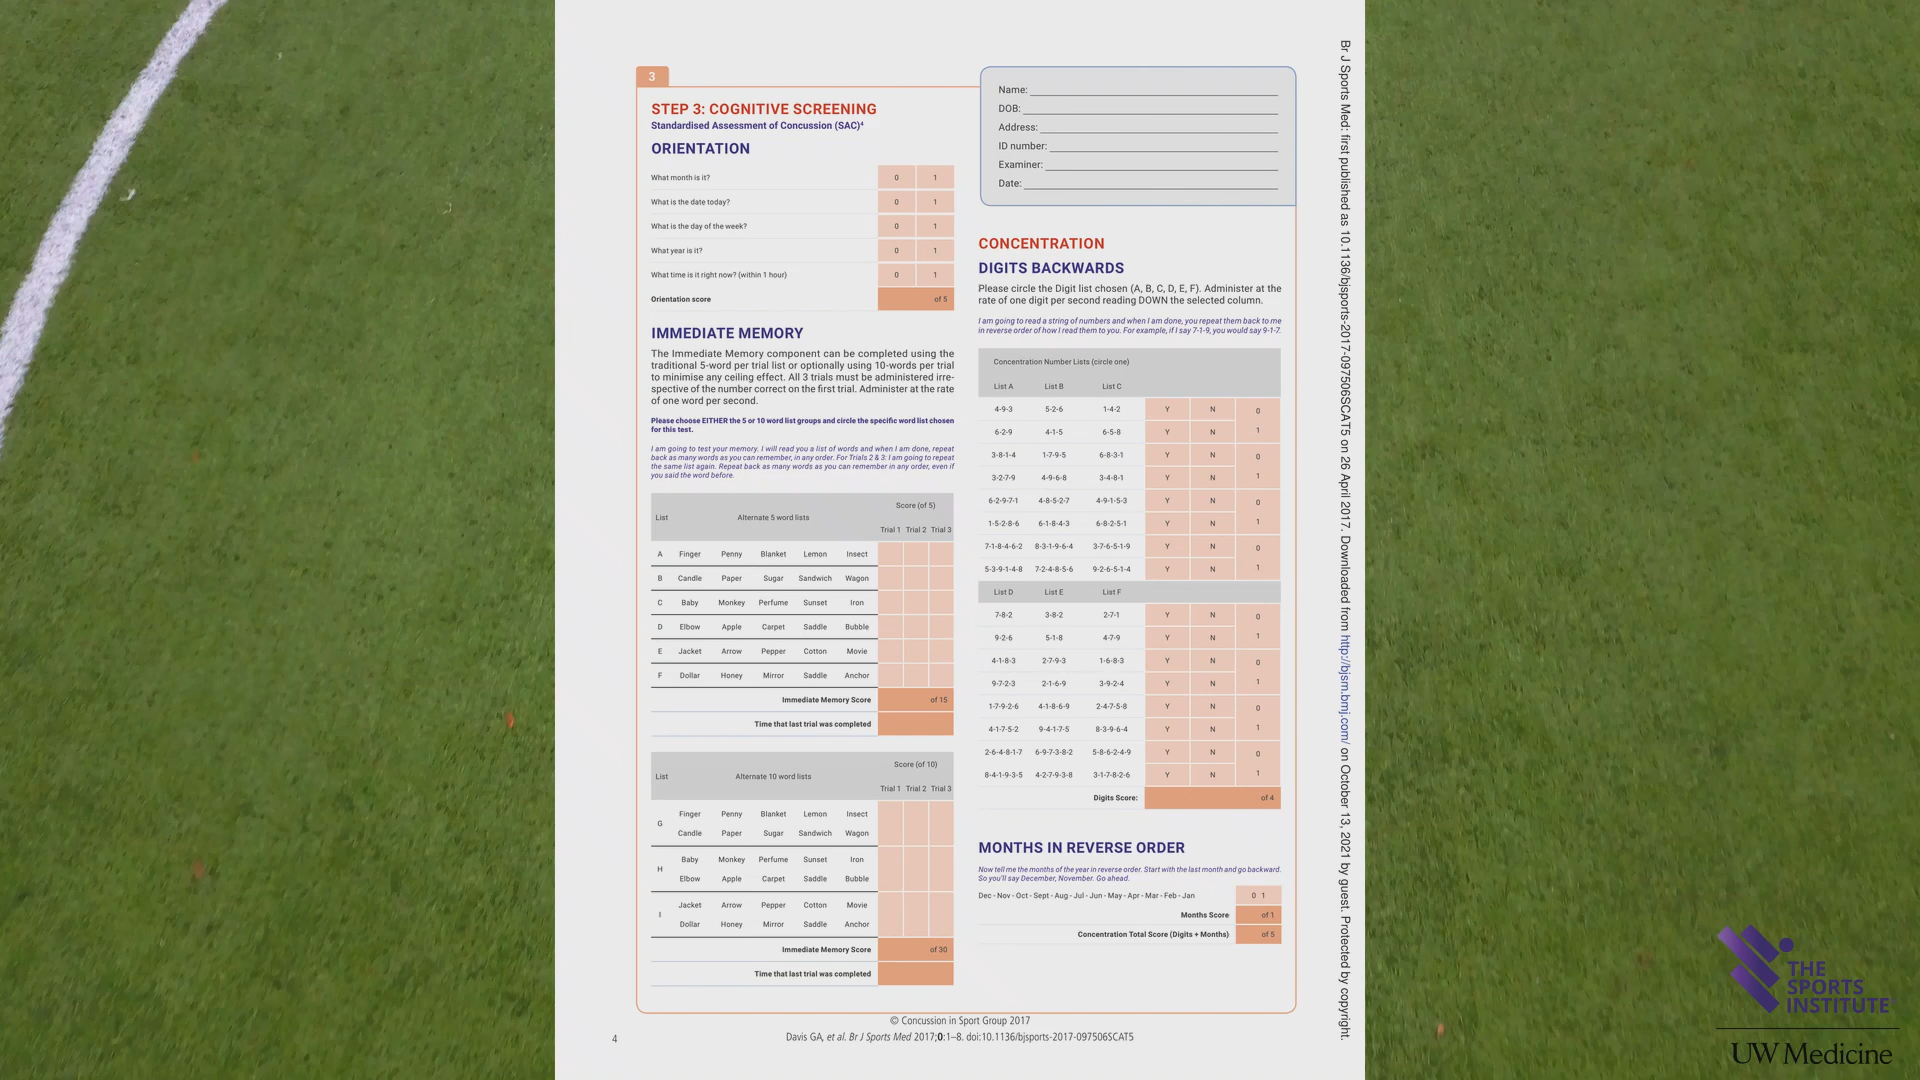 3
STEP 3: COGNITIVE SCREENING
Standardised Assessment of Concussion (SAC)⁴
ORIENTATION
What month is it? 0 1
What is the date today? 0 1
What is the day of the week? 0 1
What year is it? 0 1
What time is it right now? (within 1 hour) 0 1
Orientation score of 5
IMMEDIATE MEMORY
The Immediate Memory component can be completed using the
traditional 5-word per trial list or optionally using 10-words per trial
to minimise any ceiling effect. All 3 trials must be administered irre-
spective of the number correct on the first trial. Administer at the rate
of one word per second.
Please choose EITHER the 5 or 10 word list groups and circle the specific word list chosen
for this test.
I am going to test your memory. I will read you a list of words and when I am done, repeat
back as many words as you can remember, in any order. For Trials 2 & 3: I am going to repeat
the same list again. Repeat back as many words as you can remember in any order, even if
you said the word before.
Score (of 5)
List Alternate 5 word lists
Trial 1 Trial 2 Trial 3
A Finger Penny Blanket Lemon Insect
B Candle Paper Sugar Sandwich Wagon
C Baby Monkey Perfume Sunset Iron
D Elbow Apple Carpet Saddle Bubble
E Jacket Arrow Pepper Cotton Movie
F Dollar Honey Mirror Saddle Anchor
Immediate Memory Score of 15
Time that last trial was completed
Score (of 10)
List Alternate 10 word lists
Trial 1 Trial 2 Trial 3
G
Finger Penny Blanket Lemon Insect
Candle Paper Sugar Sandwich Wagon
H
Baby Monkey Perfume Sunset Iron
Elbow Apple Carpet Saddle Bubble
I
Jacket Arrow Pepper Cotton Movie
Dollar Honey Mirror Saddle Anchor
Immediate Memory Score of 30
Time that last trial was completed
Name:
DOB:
Address:
ID number:
Examiner:
Date:
CONCENTRATION
DIGITS BACKWARDS
Please circle the Digit list chosen (A, B, C, D, E, F). Administer at the
rate of one digit per second reading DOWN the selected column.
I am going to read a string of numbers and when I am done, you repeat them back to me
in reverse order of how I read them to you. For example, if I say 7-1-9, you would say 9-1-7.
Concentration Number Lists (circle one)
List A List B List C
4-9-3 5-2-6 1-4-2 Y N 0
6-2-9 4-1-5 6-5-8 Y N 1
3-8-1-4 1-7-9-5 6-8-3-1 Y N 0
3-2-7-9 4-9-6-8 3-4-8-1 Y N 1
6-2-9-7-1 4-8-5-2-7 4-9-1-5-3 Y N 0
1-5-2-8-6 6-1-8-4-3 6-8-2-5-1 Y N 1
7-1-8-4-6-2 8-3-1-9-6-4 3-7-6-5-1-9 Y N 0
5-3-9-1-4-8 7-2-4-8-5-6 9-2-6-5-1-4 Y N 1
List D List E List F
7-8-2 3-8-2 2-7-1 Y N 0
9-2-6 5-1-8 4-7-9 Y N 1
4-1-8-3 2-7-9-3 1-6-8-3 Y N 0
9-7-2-3 2-1-6-9 3-9-2-4 Y N 1
1-7-9-2-6 4-1-8-6-9 2-4-7-5-8 Y N 0
4-1-7-5-2 9-4-1-7-5 8-3-9-6-4 Y N 1
2-6-4-8-1-7 6-9-7-3-8-2 5-8-6-2-4-9 Y N 0
8-4-1-9-3-5 4-2-7-9-3-8 3-1-7-8-2-6 Y N 1
Digits Score: of 4
MONTHS IN REVERSE ORDER
Now tell me the months of the year in reverse order. Start with the last month and go backward.
So you'll say December, November. Go ahead.
Dec - Nov - Oct - Sept - Aug - Jul - Jun - May - Apr - Mar - Feb - Jan 0 1
Months Score of 1
Concentration Total Score (Digits + Months) of 5
© Concussion in Sport Group 2017
4
Davis GA, et al. Br J Sports Med 2017;0:1–8. doi:10.1136/bjsports-2017-097506SCAT5
Br J Sports Med: first published as 10.1136/bjsports-2017-097506SCAT5 on 26 April 2017. Downloaded from http://bjsm.bmj.com/ on October 13, 2021 by guest. Protected by copyright.
THE
SPORTS
INSTITUTE
UW Medicine